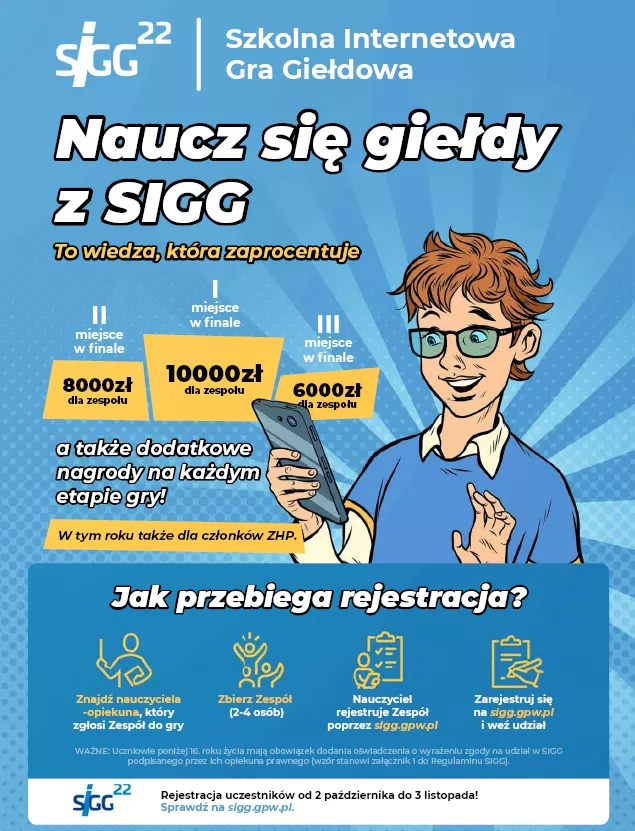 SIGG 22
Szkolna Internetowa
Gra Giełdowa
Naucz się giełdy
z SIGG
To wiedza, która zaprocentuje
I
miejsce
w finale
10000zł
dla zespołu
II
miejsce
w finale
8000zł
dla zespołu
III
miejsce
w finale
6000zł
dla zespołu
a także dodatkowe
nagrody na każdym
etapie gry!
W tym roku także dla członków ZHP.
Jak przebiega rejestracja?
Znajdź nauczyciela
-opiekuna, który
zgłosi Zespół do gry
Zbierz Zespół
(2-4 osób)
Nauczyciel
rejestruje Zespół
poprzez sigg.gpw.pl
Zarejestruj się
na sigg.gpw.pl
i weź udział
WAŻNE: Uczniowie poniżej 16. roku życia mają obowiązek dodania oświadczenia o wyrażeniu zgody na udział w SIGG
podpisanego przez ich opiekuna prawnego (wzór stanowi załącznik 1 do Regulaminu SIGG).
SIGG 22
Rejestracja uczestników od 2 października do 3 listopada!
Sprawdź na sigg.gpw.pl.